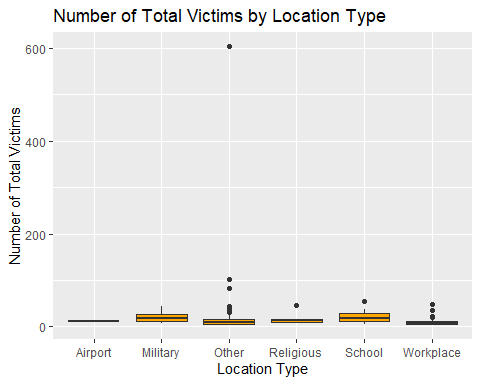 Number of Total Victims by Location Type
Number of Total Victims
600
400
200
0
Airport Military Other Religious School Workplace
Location Type